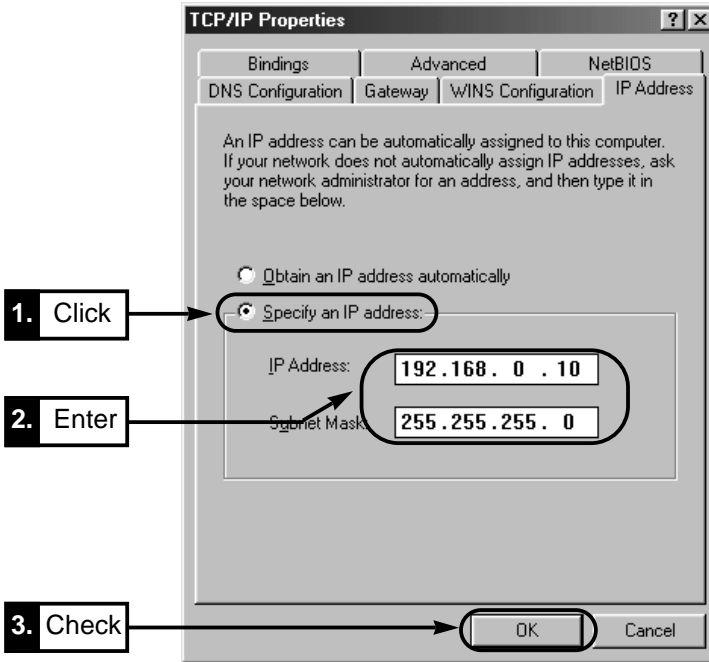 TCP/IP Properties
? ×
Bindings Advanced NetBIOS
DNS Configuration Gateway WINS Configuration IP Address
An IP address can be automatically assigned to this computer.
If your network does not automatically assign IP addresses, ask
your network administrator for an address, and then type it in
the space below.
Obtain an IP address automatically
1. Click
Specify an IP address:
IP Address: 192.168. 0 .10
2. Enter
Subnet Mask: 255.255.255. 0
3. Check
OK Cancel